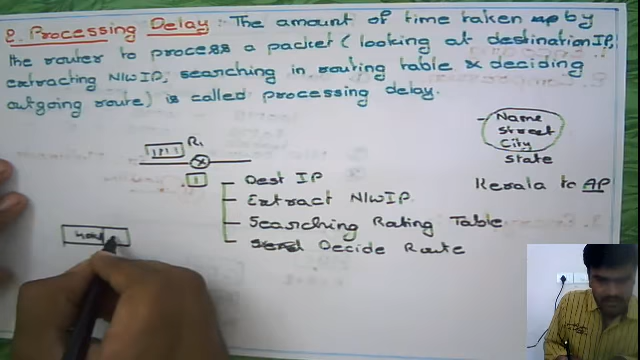 2. Processing Delay : The amount of time taken by
the router to process a packet (looking at destination IP,
extracting N/W IP, searching in routing table & deciding
outgoing route) is called processing delay.
R1
Dest IP
Extract N/W IP
Searching Rating Table
Decide Route
Name
Street
City
State
Kerala to AP